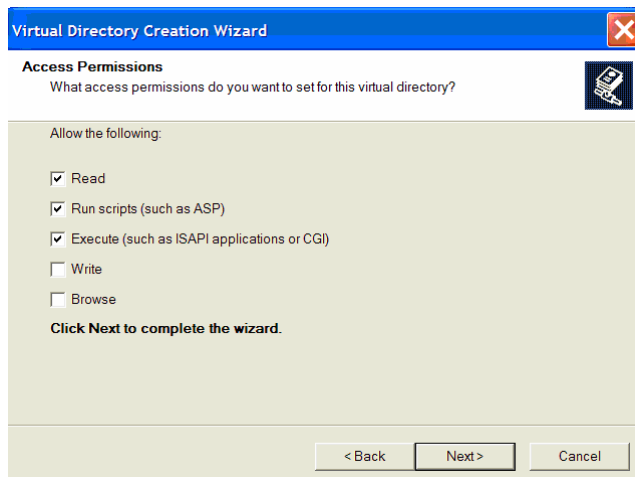 Virtual Directory Creation Wizard
Access Permissions
What access permissions do you want to set for this virtual directory?
Allow the following:
Read
Run scripts (such as ASP)
Execute (such as ISAPI applications or CGI)
Write
Browse
Click Next to complete the wizard.
< Back Next > Cancel